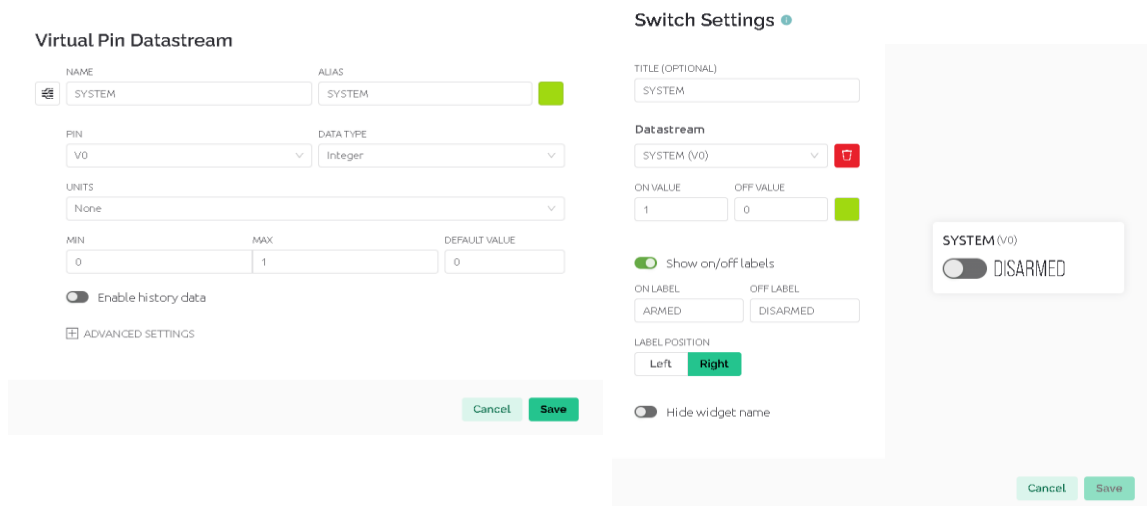 Virtual Pin Datastream
NAME ALIAS
SYSTEM SYSTEM
PIN DATA TYPE
V0 Integer
UNITS
None
MIN MAX DEFAULT VALUE
0 1 0
Enable history data
ADVANCED SETTINGS
Cancel Save
Switch Settings
TITLE (OPTIONAL)
SYSTEM
Datastream
SYSTEM (V0)
ON VALUE OFF VALUE
1 0
Show on/off labels
ON LABEL OFF LABEL
ARMED DISARMED
LABEL POSITION
Left Right
Hide widget name
SYSTEM (V0)
DISARMED
Cancel Save